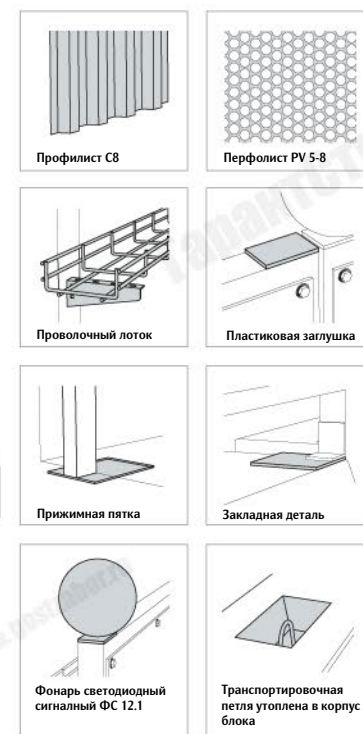 Профилист С8
Перфолист PV 5-8
Проволочный лоток
Пластиковая заглушка
Прижимная пятка
Закладная деталь
Фонарь светодиодный
сигнальный ФС 12.1
Транспортировочная
петля утоплена в корпус
блока